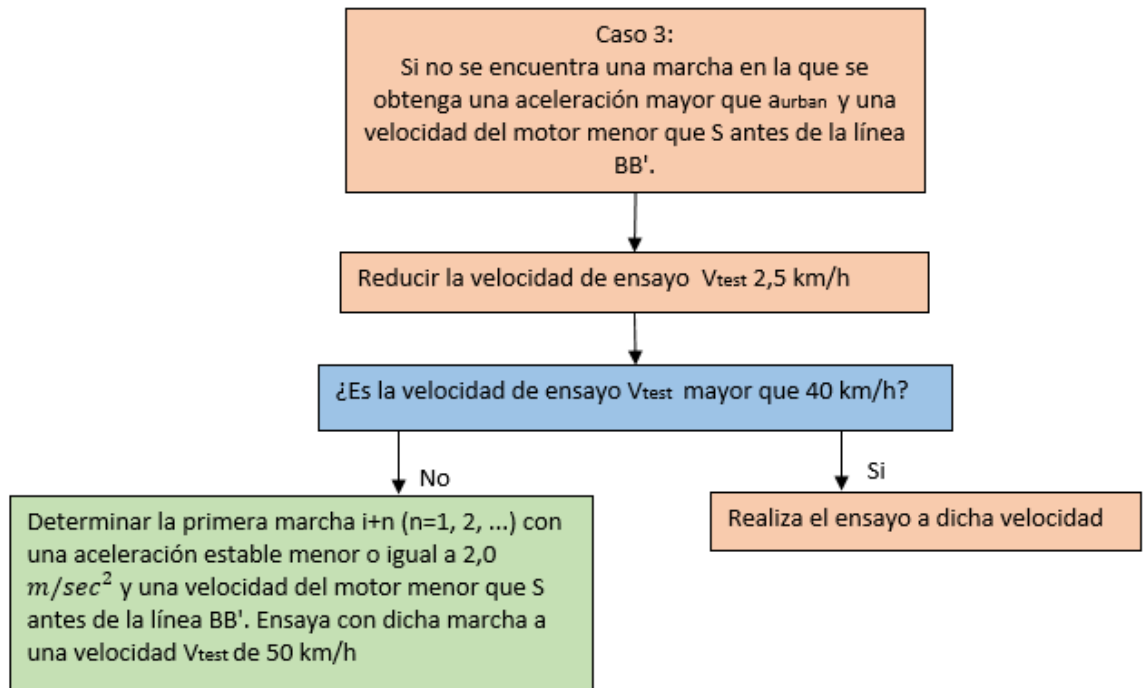 Caso 3:
Si no se encuentra una marcha en la que se
obtenga una aceleración mayor que aurban y una
velocidad del motor menor que S antes de la línea
BB'.
Reducir la velocidad de ensayo Vtest 2,5 km/h
¿Es la velocidad de ensayo Vtest mayor que 40 km/h?
No
Si
Determinar la primera marcha i+n (n=1, 2, ...) con
una aceleración estable menor o igual a 2,0
m/sec² y una velocidad del motor menor que S
antes de la línea BB'. Ensaya con dicha marcha a
una velocidad Vtest de 50 km/h
Realiza el ensayo a dicha velocidad